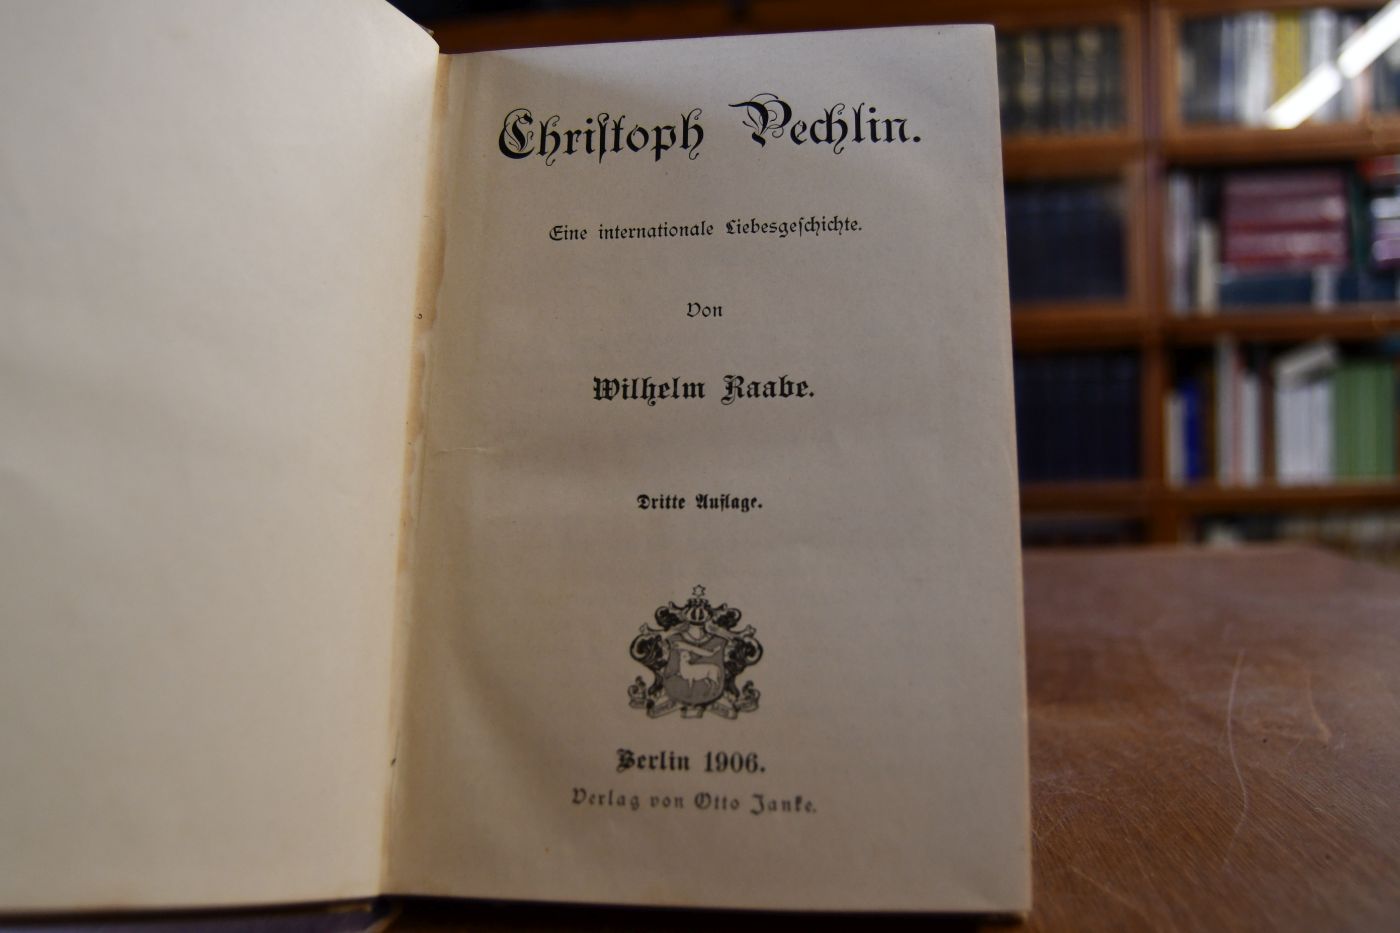 Christoph Pechlin.
Eine internationale Liebesgeschichte.
Von
Wilhelm Raabe.
Dritte Auflage.
Berlin 1906.
Verlag von Otto Janke.